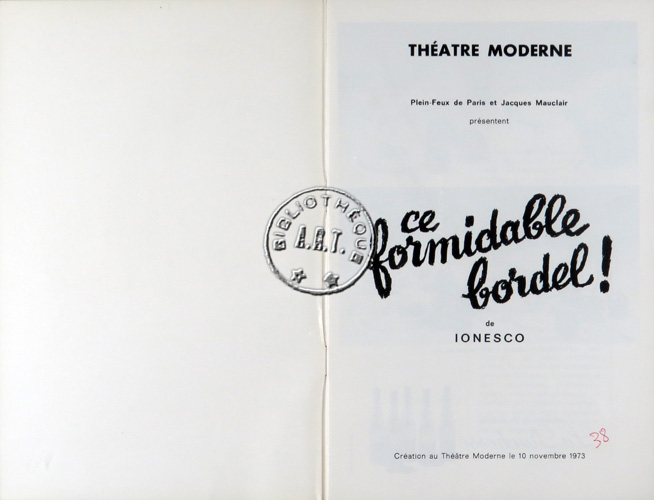 THÉATRE MODERNE
Plein-Feux de Paris et Jacques Mauclair
présentent
BIBLIOTHÈQUE
A.R.T.
ce
formidable
bordel!
de
IONESCO
38
Création au Théâtre Moderne le 10 novembre 1973